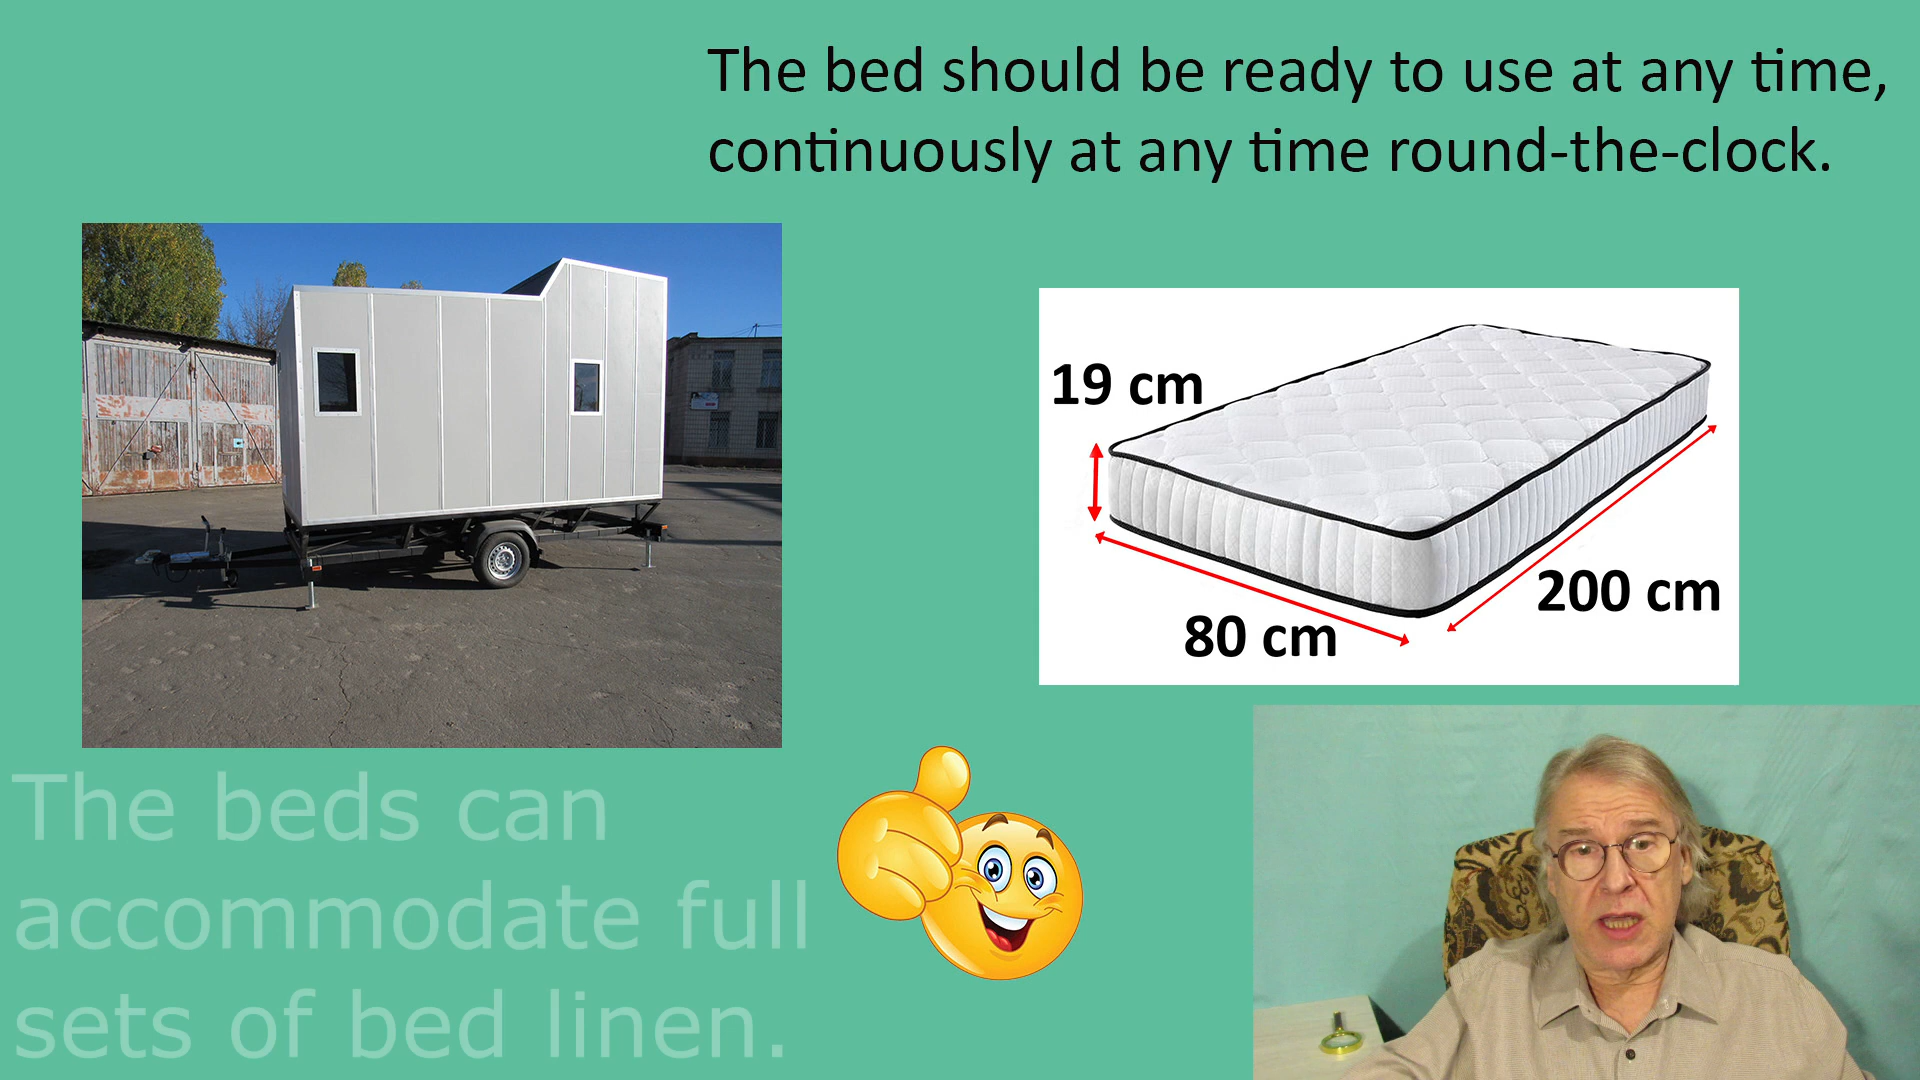 The bed should be ready to use at any time,
continuously at any time round-the-clock.
19 cm
200 cm
80 cm
The beds can
accommodate full
sets of bed linen.